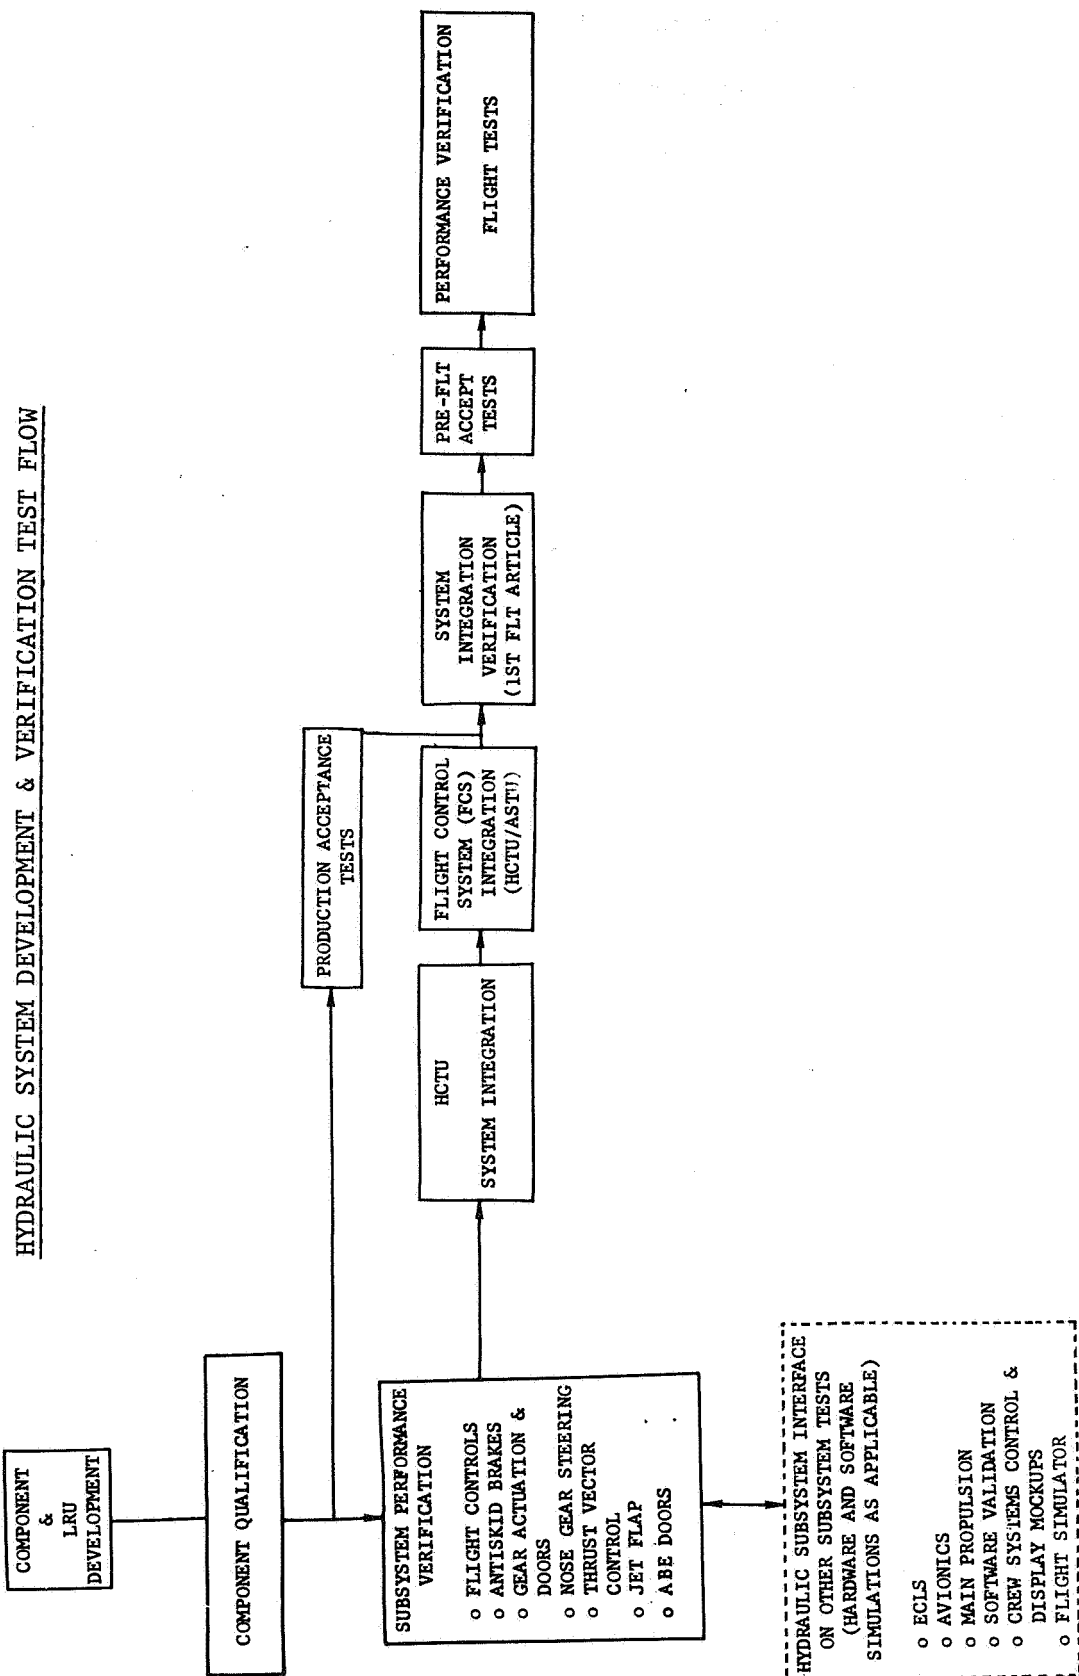 HYDRAULIC SYSTEM DEVELOPMENT & VERIFICATION TEST FLOW
COMPONENT
&
LRU
DEVELOPMENT
COMPONENT QUALIFICATION
SUBSYSTEM PERFORMANCE
VERIFICATION
o FLIGHT CONTROLS
o ANTISKID BRAKES
o GEAR ACTUATION &
DOORS
o NOSE GEAR STEERING
o THRUST VECTOR
CONTROL
o JET FLAP
o ABE DOORS
HYDRAULIC SUBSYSTEM INTERFACE
ON OTHER SUBSYSTEM TESTS
(HARDWARE AND SOFTWARE
SIMULATIONS AS APPLICABLE)
o ECLS
o AVIONICS
o MAIN PROPULSION
o SOFTWARE VALIDATION
o CREW SYSTEMS CONTROL &
DISPLAY MOCKUPS
o FLIGHT SIMULATOR
PRODUCTION ACCEPTANCE
TESTS
HCTU
SYSTEM INTEGRATION
FLIGHT CONTROL
SYSTEM (FCS)
INTEGRATION
(HCTU/ASTU)
SYSTEM
INTEGRATION
VERIFICATION
(1ST FLT ARTICLE)
PRE-FLT
ACCEPT
TESTS
PERFORMANCE VERIFICATION
FLIGHT TESTS